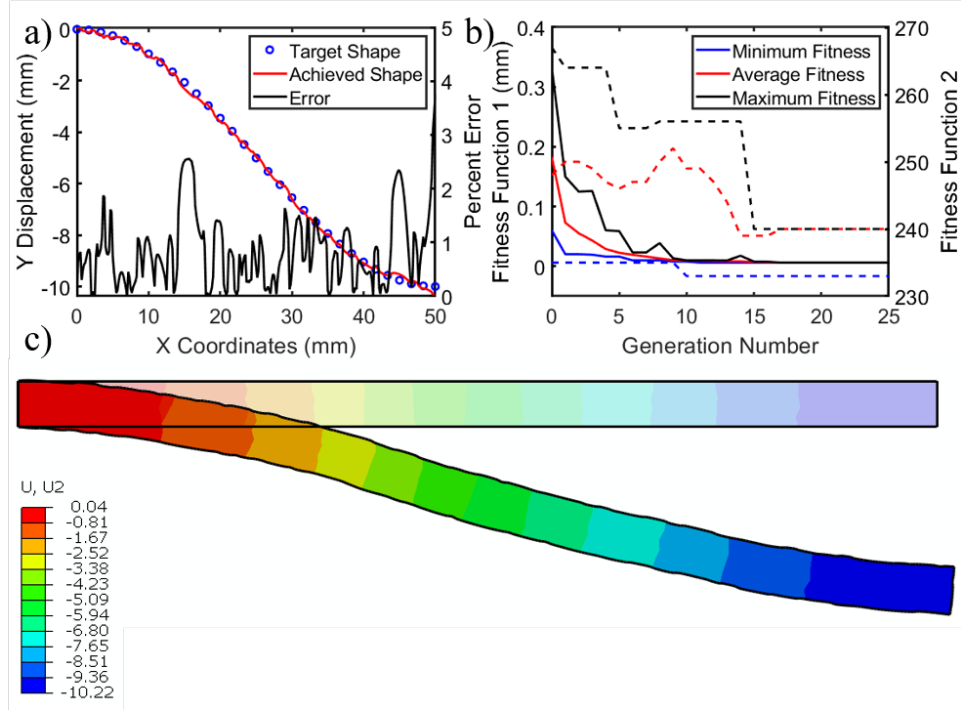 a)
0
-2
-4
-6
-8
-10
Y Displacement (mm)
0
10
20
30
40
50
X Coordinates (mm)
5
4
3
2
1
0
Percent Error
Target Shape
Achieved Shape
Error
b)
0.4
0.3
0.2
0.1
0
Fitness Function 1 (mm)
0
5
10
15
20
25
Generation Number
270
260
250
240
230
Fitness Function 2
Minimum Fitness
Average Fitness
Maximum Fitness
c)
U, U2
0.04
-0.81
-1.67
-2.52
-3.38
-4.23
-5.09
-5.94
-6.80
-7.65
-8.51
-9.36
-10.22